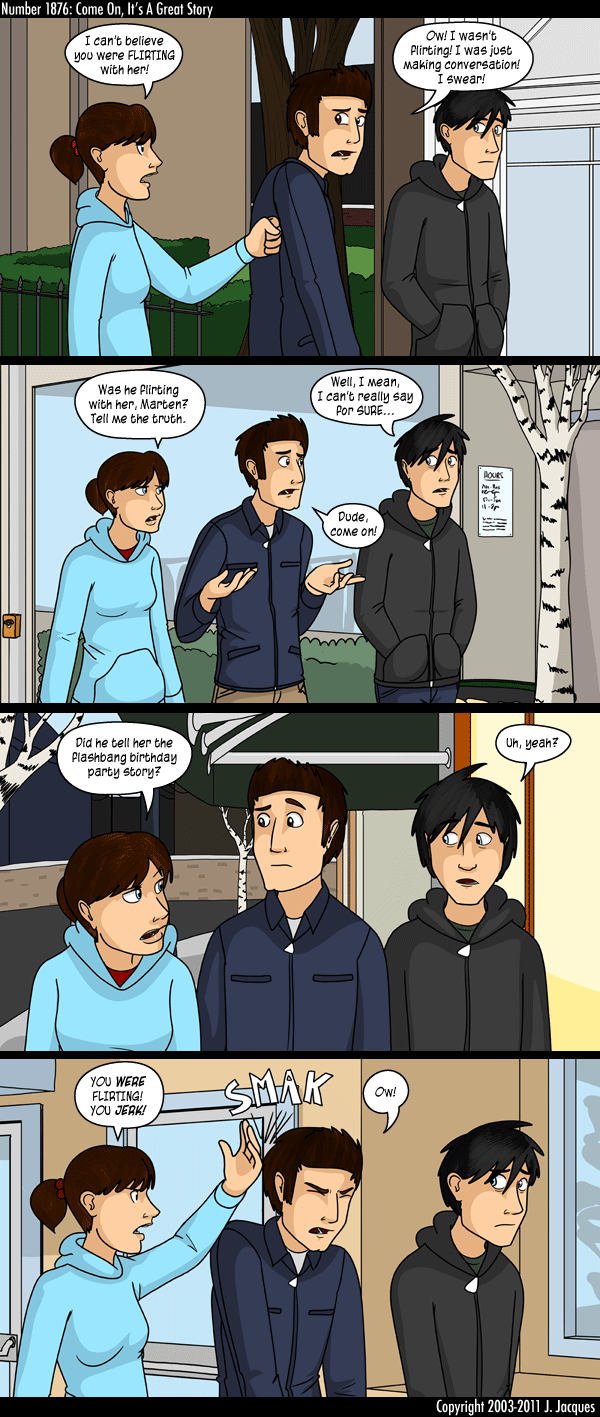 Number 1876: Come On, It's A Great Story
I can't believe
you were FLIRTING
with her!
Ow! I wasn't
flirting! I was just
making conversation!
I swear!
Was he flirting
with her, Marten?
Tell me the truth.
Well, I mean,
I can't really say
for SURE...
Dude,
come on!
HOURS
Did he tell her the
flashbang birthday
party story?
Uh, yeah?
YOU WERE
FLIRTING!
YOU JERK!
SMAK
Ow!
Copyright 2003-2011 J. Jacques